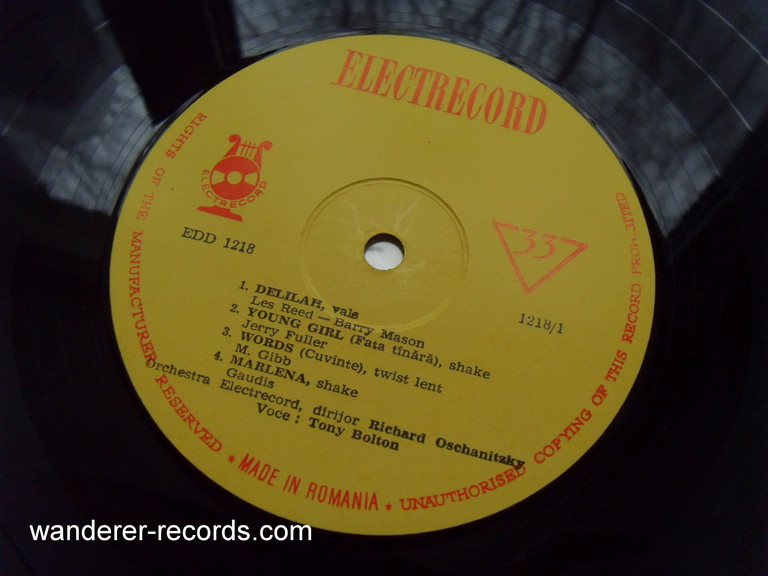 ELECTRECORD
ELECTRECORD
33
EDD 1218
1218/1
1. DELILAH, vals
Les Reed — Barry Mason
2. YOUNG GIRL (Fata tînără), shake
Jerry Fuller
3. WORDS (Cuvinte), twist lent
M. Gibb
4. MARLENA, shake
Gaudis
Orchestra Electrecord, dirijor Richard Oschanitzky
Voce : Tony Bolton
RIGHTS OF THE MANUFACTURER RESERVED ★ MADE IN ROMANIA ★ UNAUTHORISED COPYING OF THIS RECORD PROHIBITED
wanderer-records.com